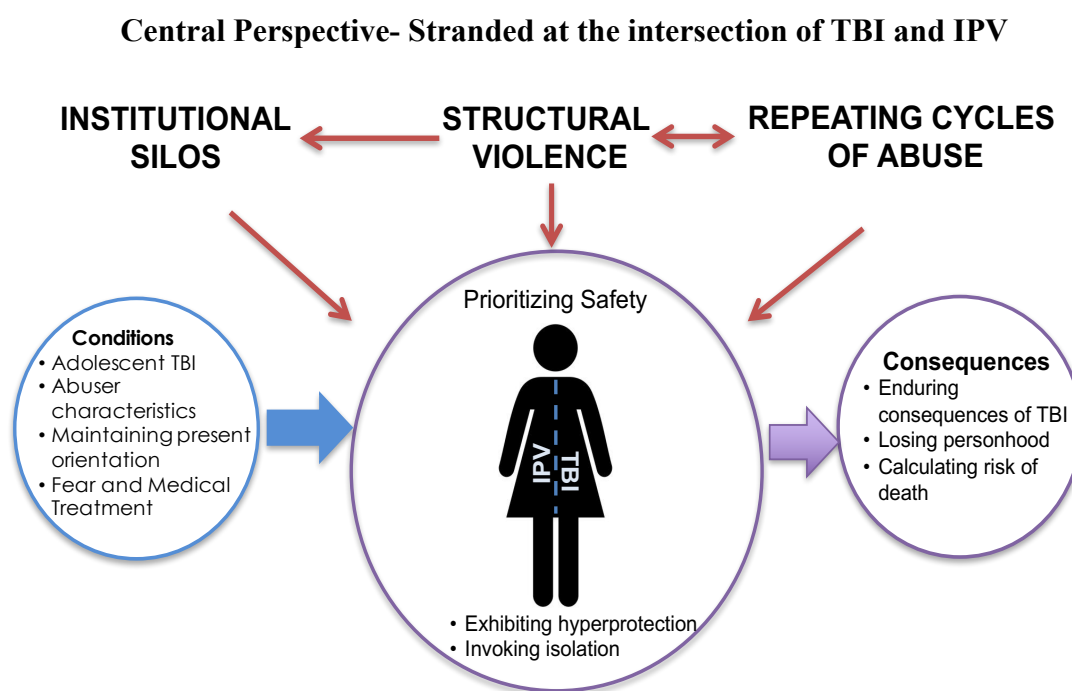 Central Perspective- Stranded at the intersection of TBI and IPV
INSTITUTIONAL
SILOS
STRUCTURAL
VIOLENCE
REPEATING CYCLES
OF ABUSE
Conditions
• Adolescent TBI
• Abuser
characteristics
• Maintaining present
orientation
• Fear and Medical
Treatment
Prioritizing Safety
IPV
TBI
• Exhibiting hyperprotection
• Invoking isolation
Consequences
• Enduring
consequences of TBI
• Losing personhood
• Calculating risk of
death